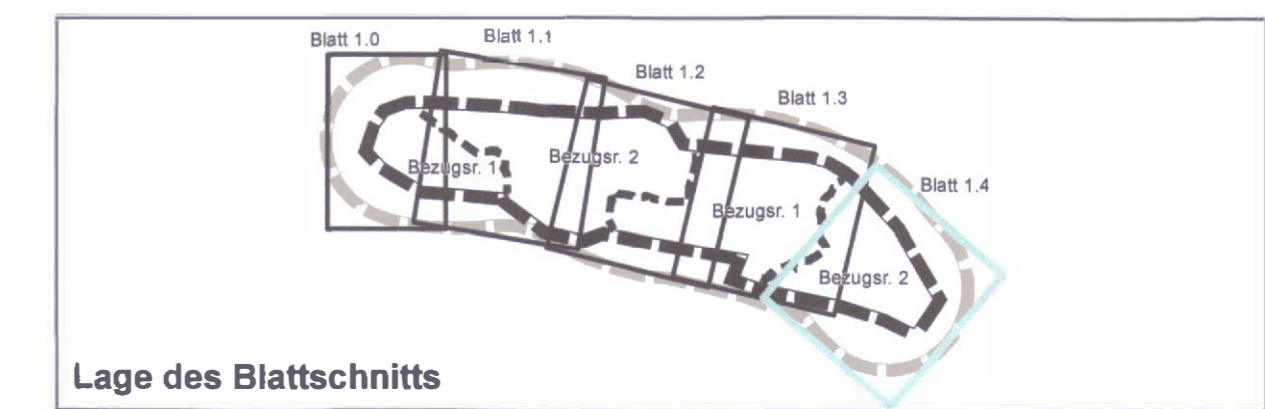 Blatt 1.0
Blatt 1.1
Blatt 1.2
Blatt 1.3
Blatt 1.4
Bezugsr. 1
Bezugsr. 2
Bezugsr. 1
Bezugsr. 2
Lage des Blattschnitts